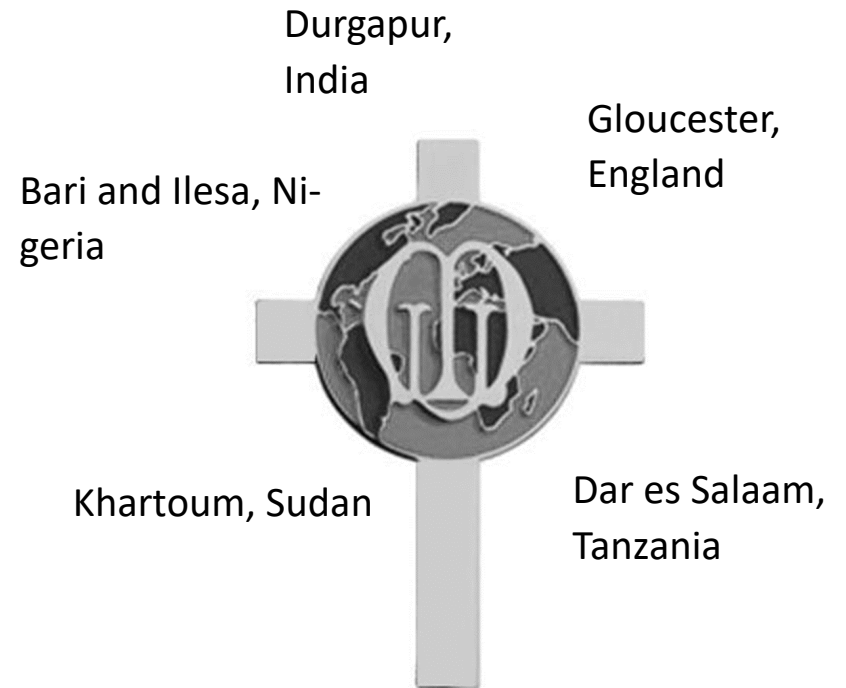 Durgapur,
India
Gloucester,
England
Bari and Ilesa, Ni-
geria
Khartoum, Sudan
Dar es Salaam,
Tanzania